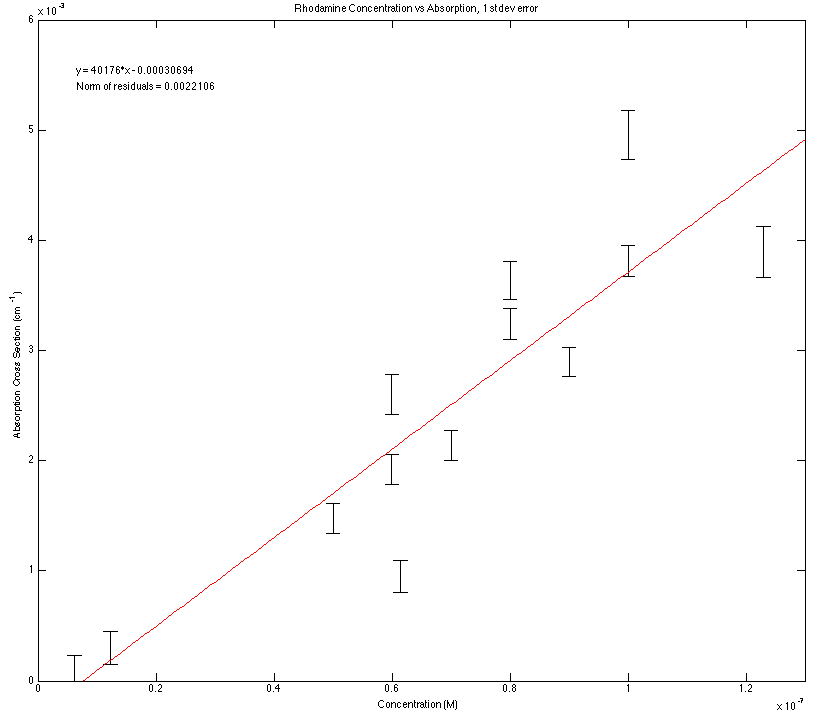 Rhodamine Concentration vs Absorption, 1 st dev error
6 x 10⁻³
y = 40176*x - 0.00030694
Norm of residuals = 0.0022106
5
4
3
2
1
0
Absorption Cross Section (cm⁻¹)
0 0.2 0.4 0.6 0.8 1 1.2
Concentration (M)
x 10⁻⁷